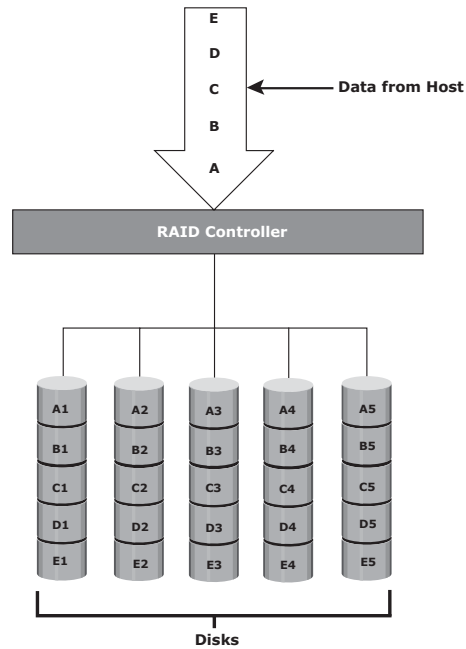 E
D
C
Data from Host
B
A
RAID Controller
A1 A2 A3 A4 A5
B1 B2 B3 B4 B5
C1 C2 C3 C4 C5
D1 D2 D3 D4 D5
E1 E2 E3 E4 E5
Disks